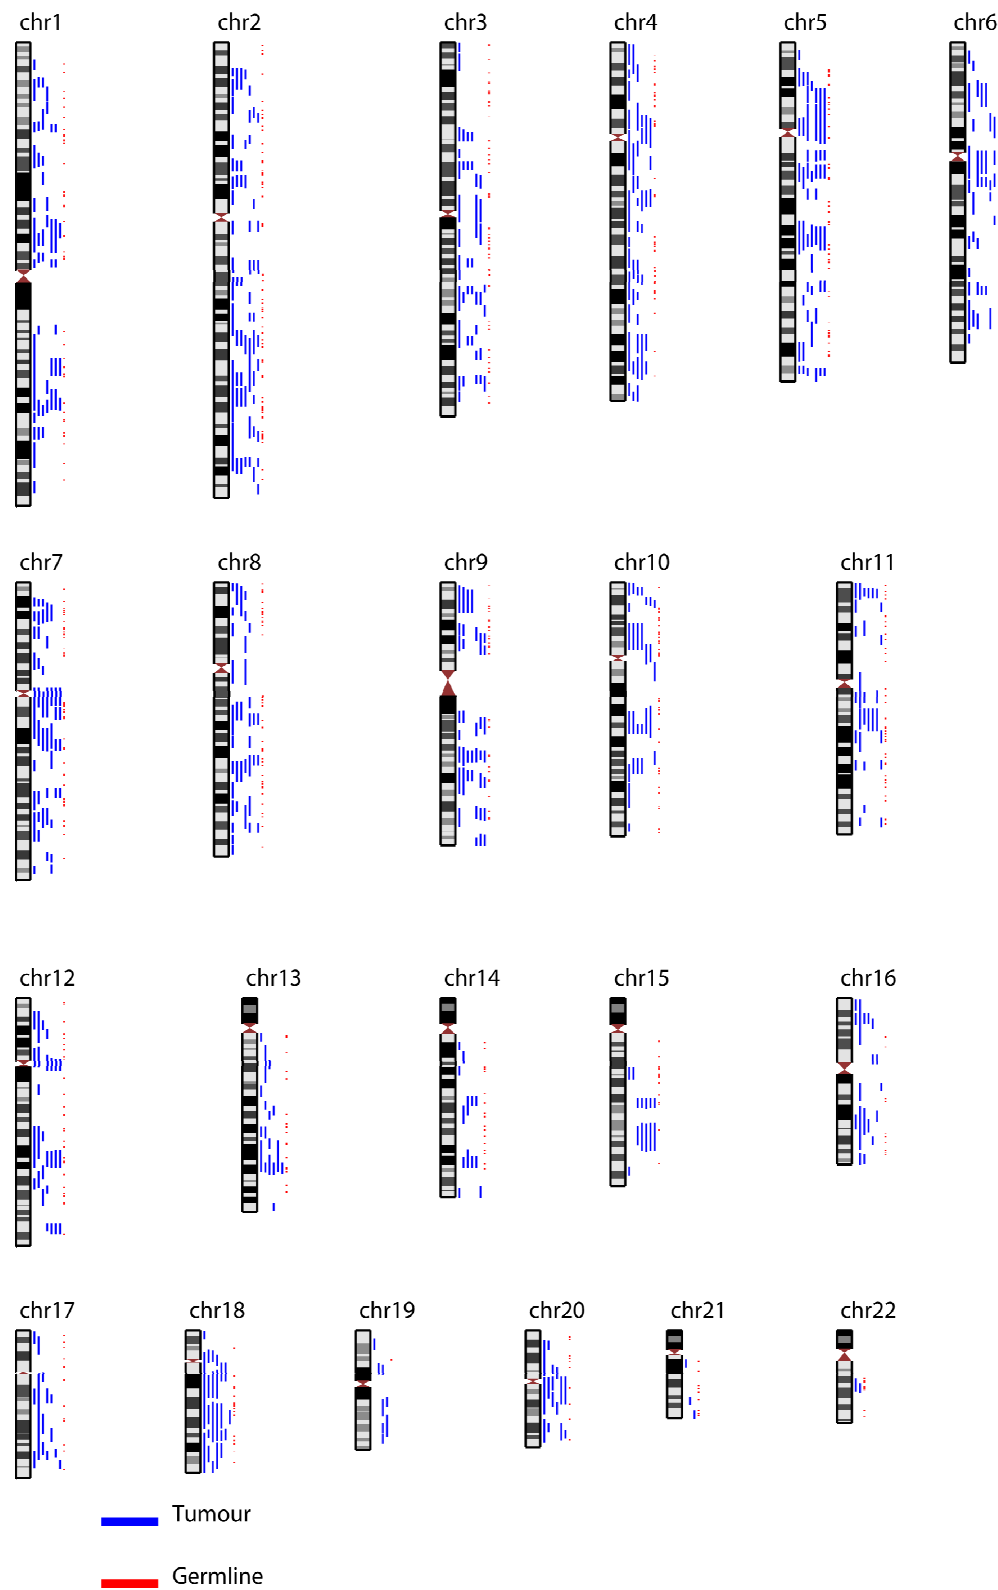 chr1 chr2 chr3 chr4 chr5 chr6
chr7 chr8 chr9 chr10 chr11
chr12 chr13 chr14 chr15 chr16
chr17 chr18 chr19 chr20 chr21 chr22
Tumour
Germline